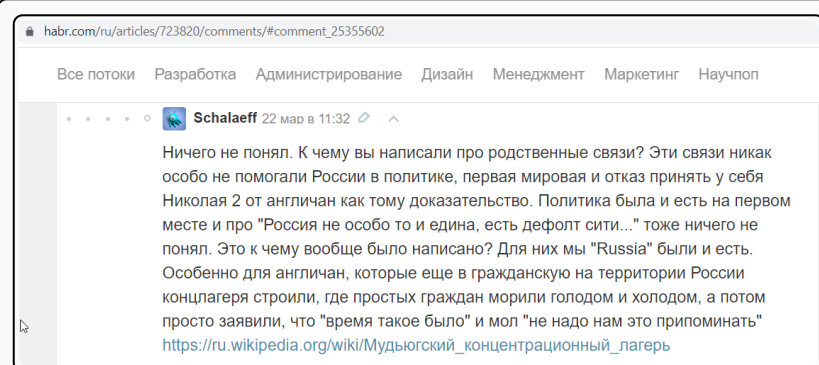 habr.com/ru/articles/723820/comments/#comment_25355602
Все потоки Разработка Администрирование Дизайн Менеджмент Маркетинг Научпоп
Schalaeff 22 мар в 11:32
Ничего не понял. К чему вы написали про родственные связи? Эти связи никак
особо не помогали России в политике, первая мировая и отказ принять у себя
Николая 2 от англичан как тому доказательство. Политика была и есть на первом
месте и про "Россия не особо то и едина, есть дефолт сити..." тоже ничего не
понял. Это к чему вообще было написано? Для них мы "Russia" были и есть.
Особенно для англичан, которые еще в гражданскую на территории России
концлагеря строили, где простых граждан морили голодом и холодом, а потом
просто заявили, что "время такое было" и мол "не надо нам это припоминать"
https://ru.wikipedia.org/wiki/Мудьюгский_концентрационный_лагерь